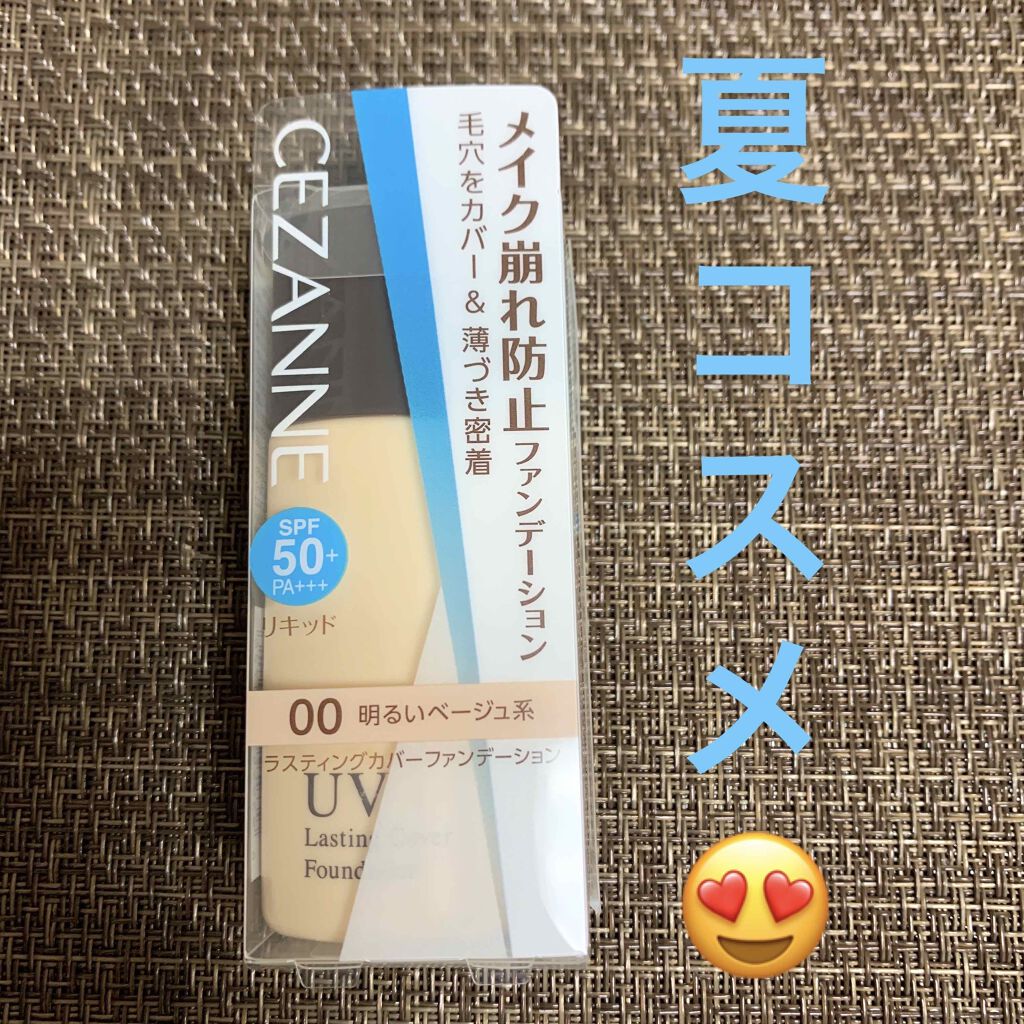 夏コスメ
メイク崩れ防止ファンデーション
毛穴をカバー & 薄づき密着
CEZANNE
SPF
50+
PA+++
リキッド
00 明るいベージュ系
ラスティングカバーファンデーション
UV
Lasting Cover
Foundation